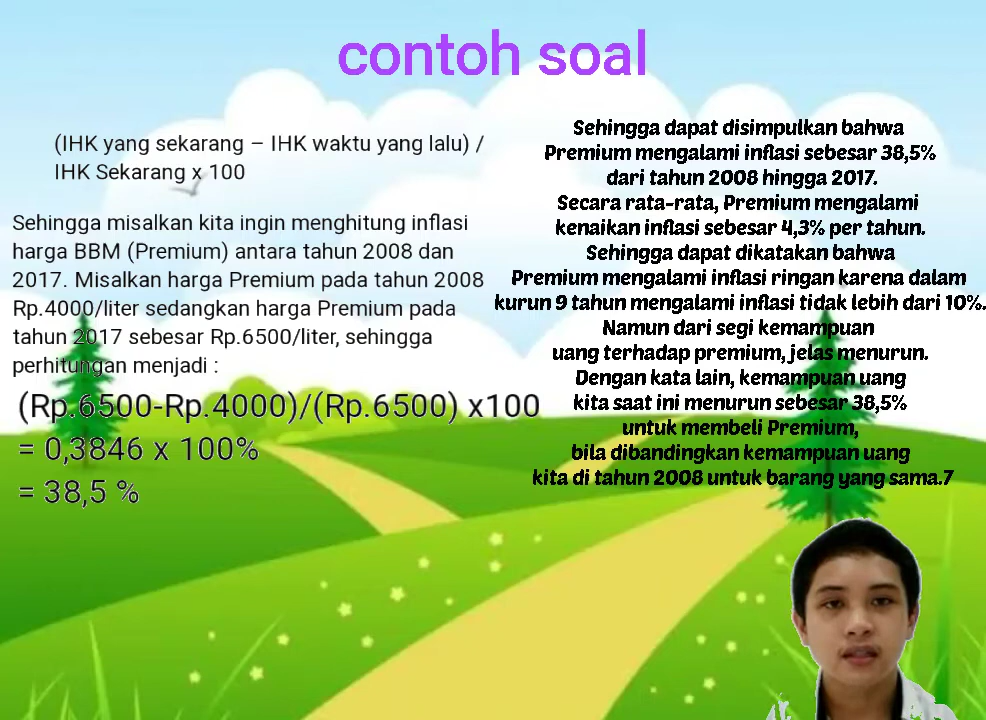 contoh soal
(IHK yang sekarang – IHK waktu yang lalu) /
IHK Sekarang x 100
Sehingga misalkan kita ingin menghitung inflasi
harga BBM (Premium) antara tahun 2008 dan
2017. Misalkan harga Premium pada tahun 2008
Rp.4000/liter sedangkan harga Premium pada
tahun 2017 sebesar Rp.6500/liter, sehingga
perhitungan menjadi :
(Rp.6500-Rp.4000)/(Rp.6500) x100
= 0,3846 x 100%
= 38,5 %
Sehingga dapat disimpulkan bahwa
Premium mengalami inflasi sebesar 38,5%
dari tahun 2008 hingga 2017.
Secara rata-rata, Premium mengalami
kenaikan inflasi sebesar 4,3% per tahun.
Sehingga dapat dikatakan bahwa
Premium mengalami inflasi ringan karena dalam
kurun 9 tahun mengalami inflasi tidak lebih dari 10%.
Namun dari segi kemampuan
uang terhadap premium, jelas menurun.
Dengan kata lain, kemampuan uang
kita saat ini menurun sebesar 38,5%
untuk membeli Premium,
bila dibandingkan kemampuan uang
kita di tahun 2008 untuk barang yang sama.7